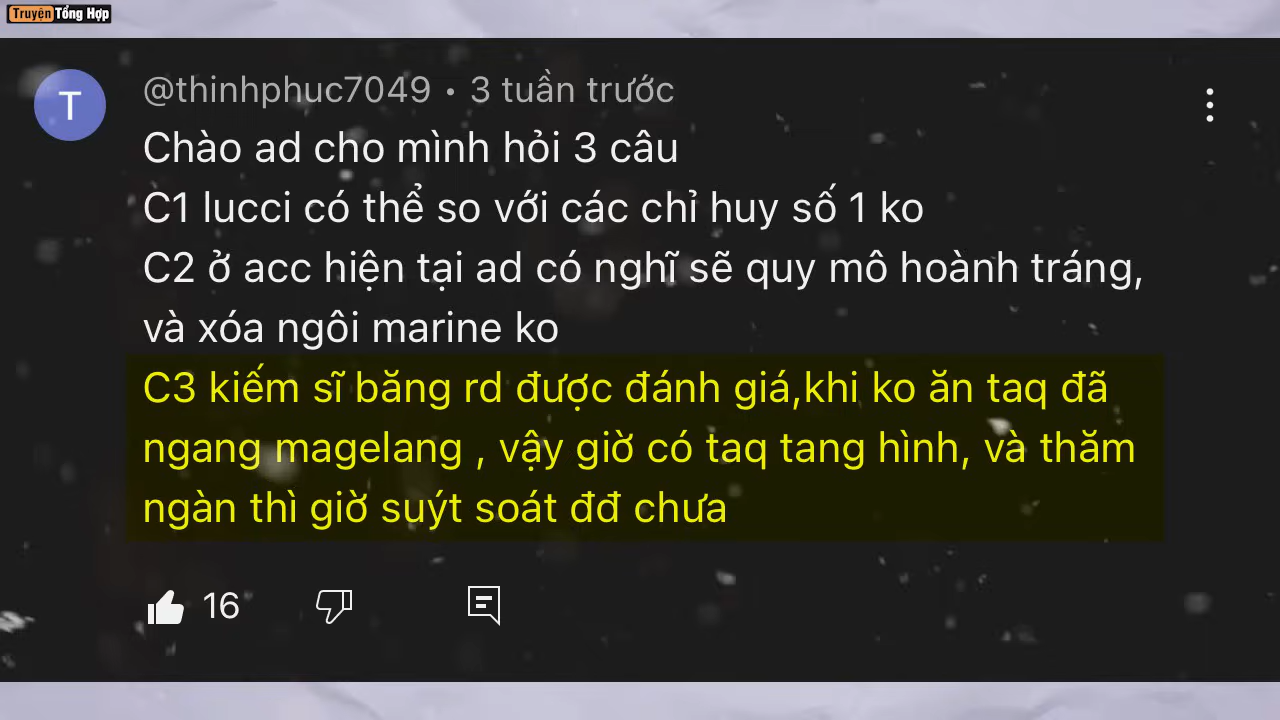 Truyện Tổng Hợp
@thinhphuc7049 • 3 tuần trước
T
Chào ad cho mình hỏi 3 câu
C1 lucci có thể so với các chỉ huy số 1 ko
C2 ở acc hiện tại ad có nghĩ sẽ quy mô hoành tráng,
và xóa ngôi marine ko
C3 kiếm sĩ băng rd được đánh giá,khi ko ăn taq đã
ngang magelang , vậy giờ có taq tang hình, và thăm
ngàn thì giờ suýt soát đđ chưa
16